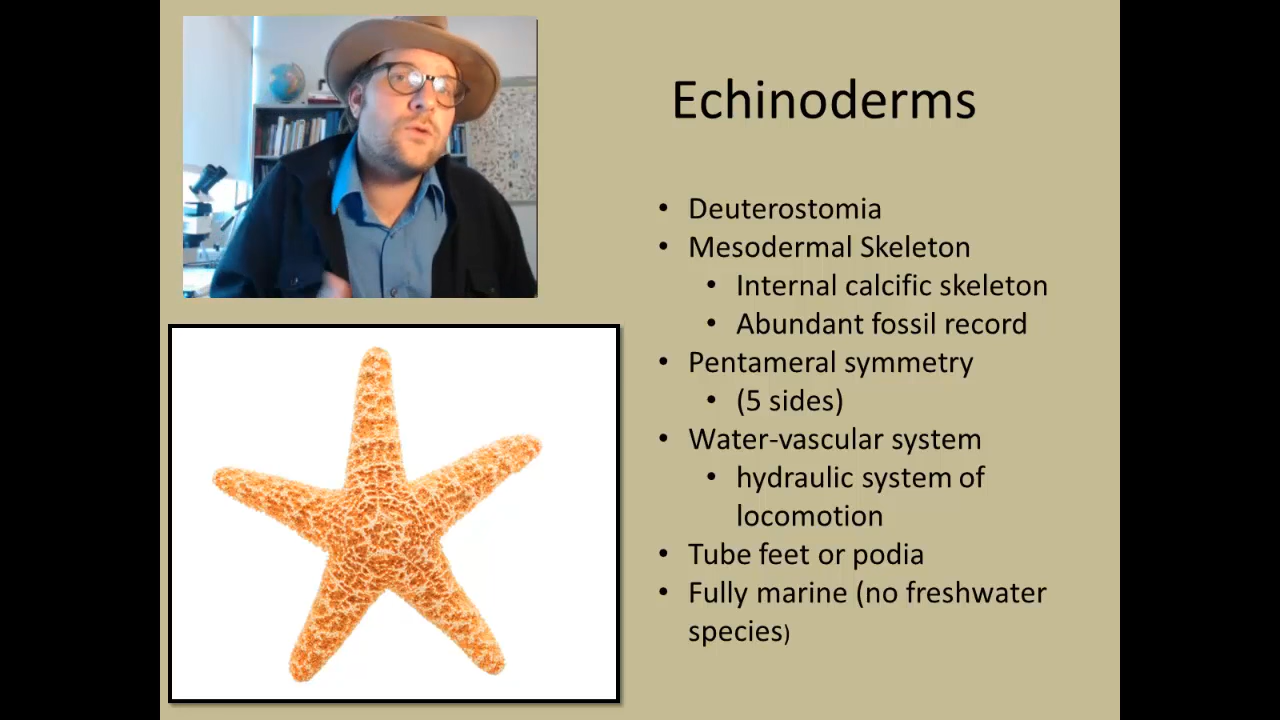 Echinoderms
• Deuterostomia
• Mesodermal Skeleton
• Internal calcific skeleton
• Abundant fossil record
• Pentameral symmetry
• (5 sides)
• Water-vascular system
• hydraulic system of
locomotion
• Tube feet or podia
• Fully marine (no freshwater
species)